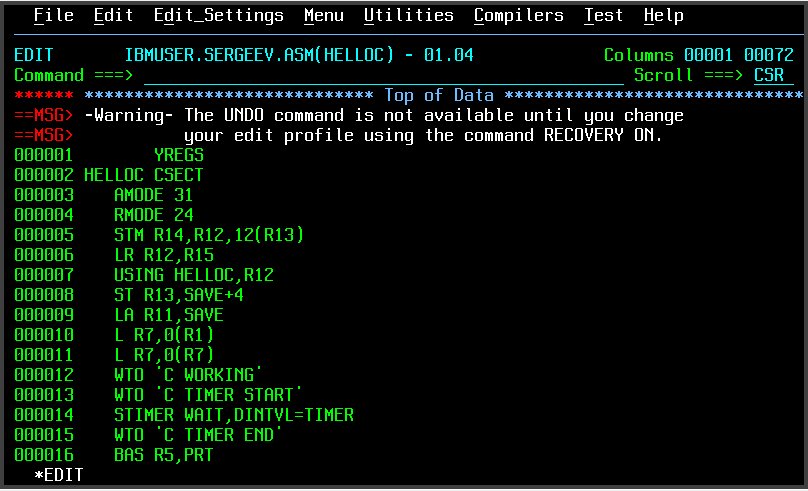 File  Edit  Edit_Settings  Menu  Utilities  Compilers  Test  Help
EDIT       IBMUSER.SERGEEV.ASM(HELLOC) - 01.04             Columns 00001 00072
Command ===>                                                  Scroll ===> CSR
****** ***************************** Top of Data ******************************
==MSG> -Warning- The UNDO command is not available until you change
==MSG>           your edit profile using the command RECOVERY ON.
000001        YREGS
000002 HELLOC CSECT
000003    AMODE 31
000004    RMODE 24
000005    STM R14,R12,12(R13)
000006    LR R12,R15
000007    USING HELLOC,R12
000008    ST R13,SAVE+4
000009    LA R11,SAVE
000010    L R7,0(R1)
000011    L R7,0(R7)
000012    WTO 'C WORKING'
000013    WTO 'C TIMER START'
000014    STIMER WAIT,DINTVL=TIMER
000015    WTO 'C TIMER END'
000016    BAS R5,PRT
*EDIT